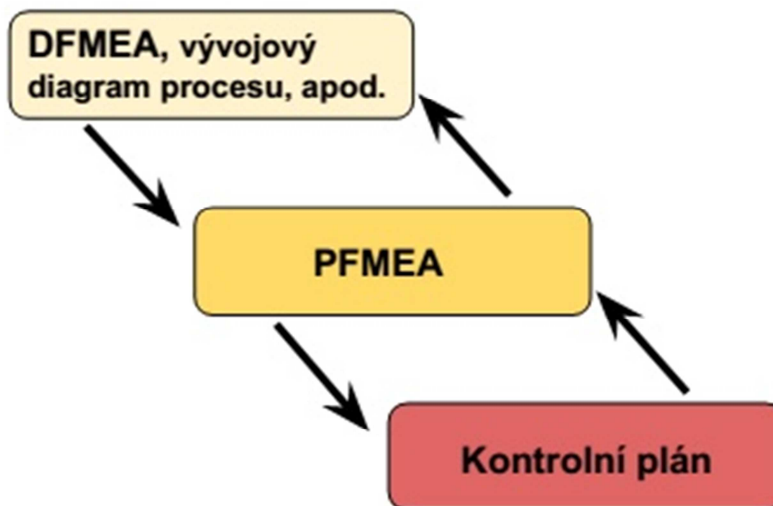 DFMEA, vývojový
diagram procesu, apod.
PFMEA
Kontrolní plán